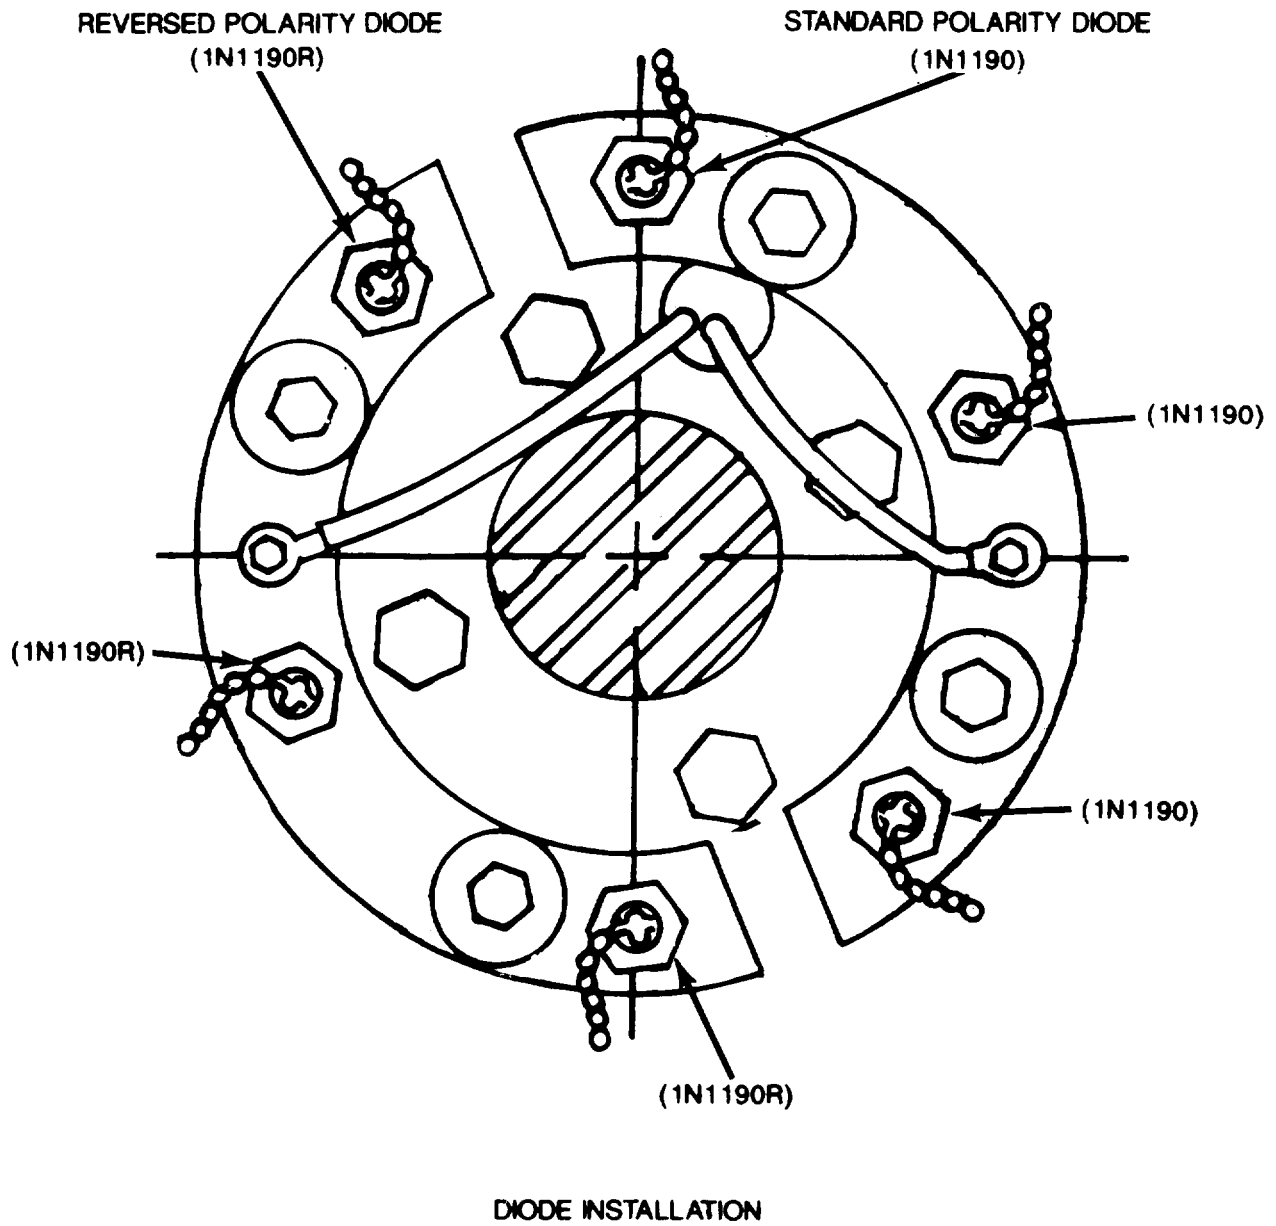 REVERSED POLARITY DIODE
(1N1190R)
STANDARD POLARITY DIODE
(1N1190)
(1N1190)
(1N1190R)
(1N1190)
(1N1190R)
DIODE INSTALLATION